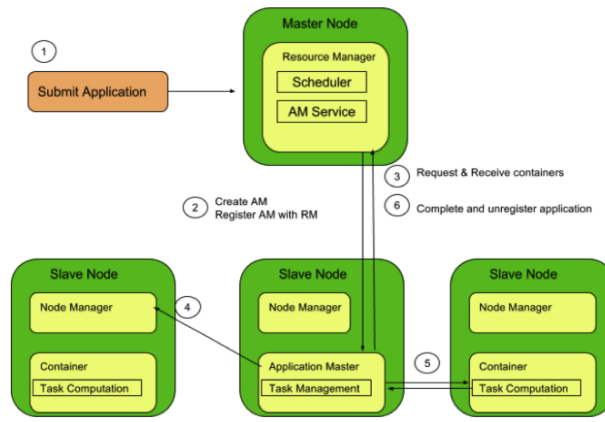 Master Node
1
Resource Manager
Submit Application
Scheduler
AM Service
3 Request & Receive containers
2 Create AM
Register AM with RM
6 Complete and unregister application
Slave Node
Slave Node
Slave Node
Node Manager
4
Node Manager
Node Manager
Container
Task Computation
Application Master
Task Management
5
Container
Task Computation